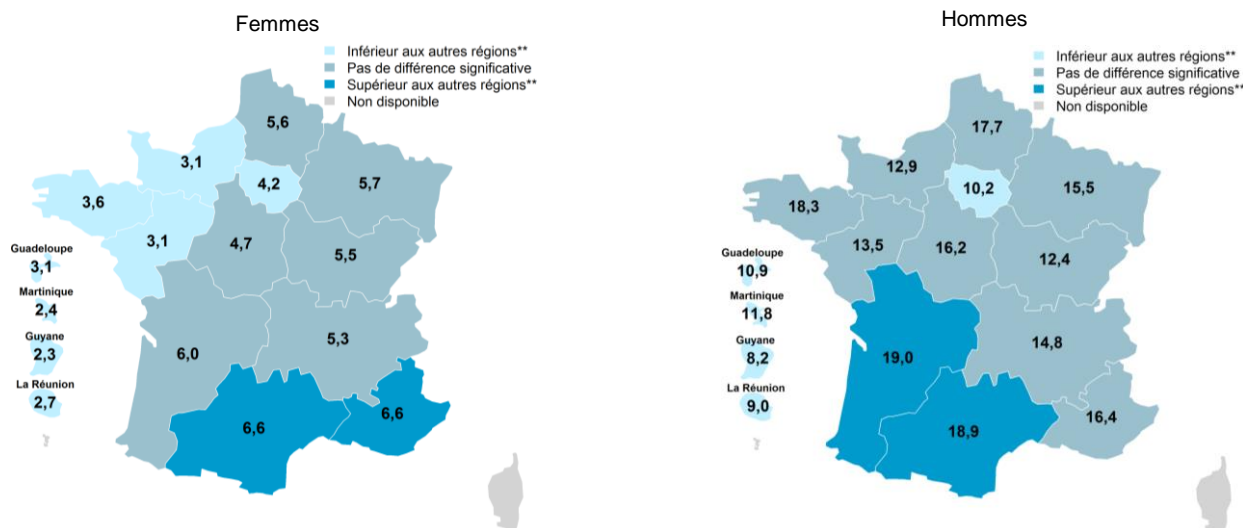 Femmes
Inférieur aux autres régions**
Pas de différence significative
Supérieur aux autres régions**
Non disponible
5,6
3,1
4,2
5,7
3,6
3,1
4,7
5,5
Guadeloupe
3,1
Martinique
2,4
Guyane
2,3
La Réunion
2,7
6,0
5,3
6,6
6,6
Hommes
Inférieur aux autres régions**
Pas de différence significative
Supérieur aux autres régions**
Non disponible
17,7
12,9
10,2
15,5
18,3
13,5
16,2
12,4
Guadeloupe
10,9
Martinique
11,8
Guyane
8,2
La Réunion
9,0
19,0
14,8
18,9
16,4